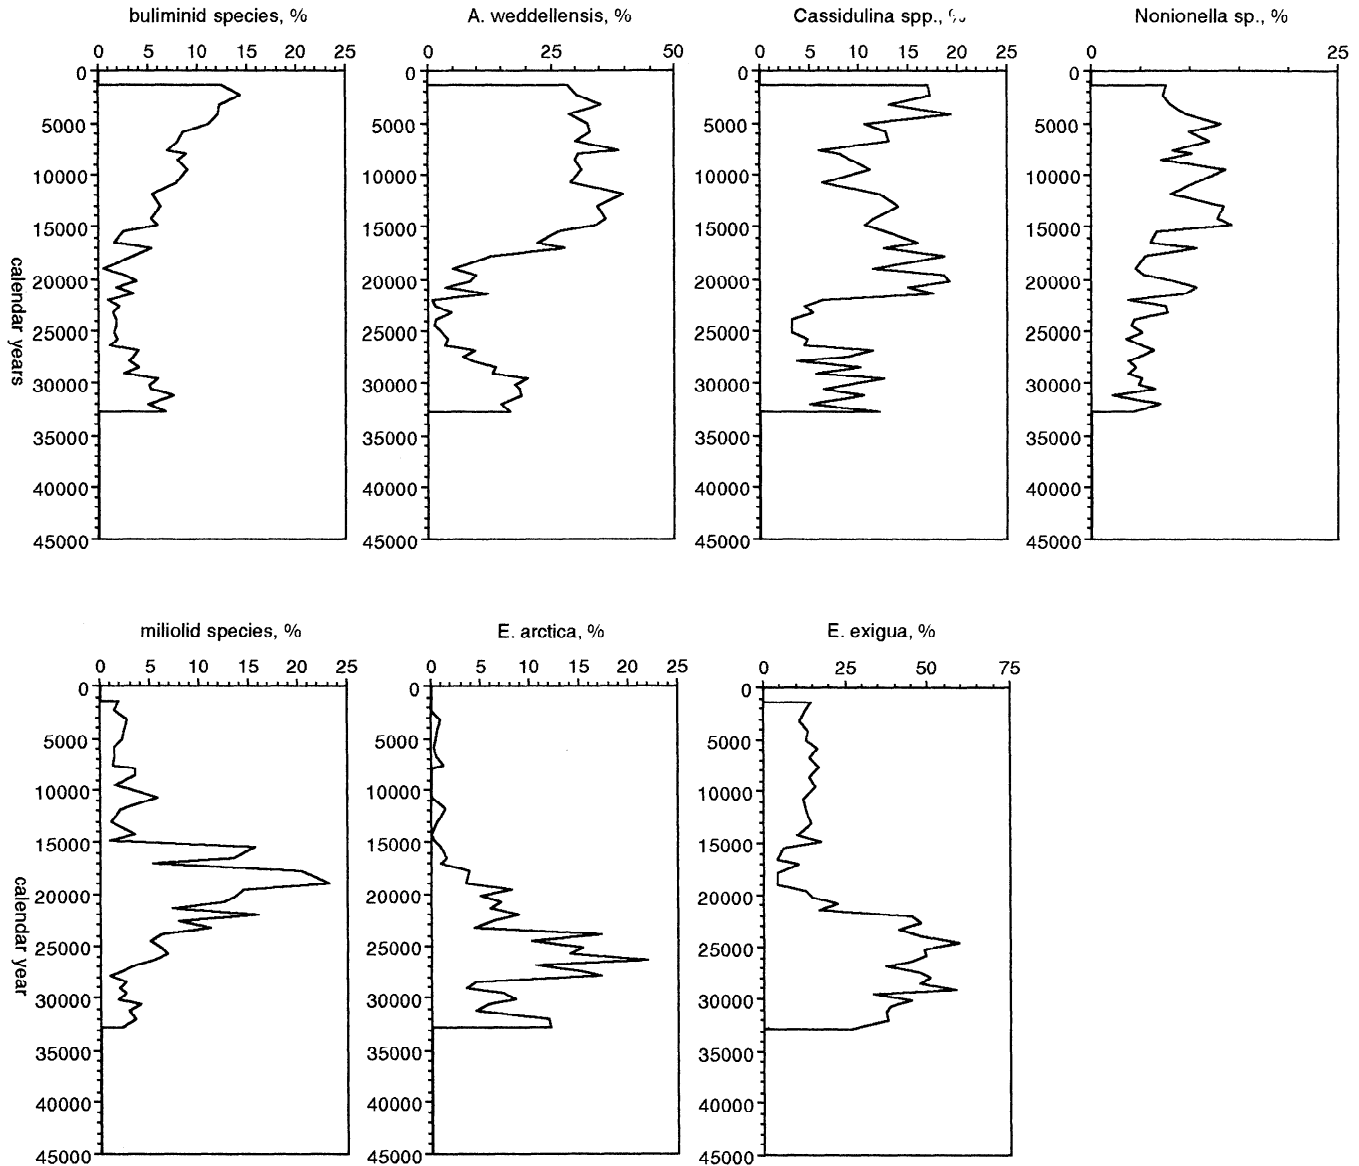 buliminid species, %
A. weddellensis, %
Cassidulina spp.,
Nonionella sp., %
0 5 10 15 20 25
0 25 50
0 5 10 15 20 25
0 25
0 0 0 0
5000 5000 5000 5000
10000 10000 10000 10000
15000 15000 15000 15000
20000 20000 20000 20000
25000 25000 25000 25000
30000 30000 30000 30000
35000 35000 35000 35000
40000 40000 40000 40000
45000 45000 45000 45000
calendar years
miliolid species, %
E. arctica, %
E. exigua, %
0 5 10 15 20 25
0 5 10 15 20 25
0 25 50 75
0 0 0
5000 5000 5000
10000 10000 10000
15000 15000 15000
20000 20000 20000
25000 25000 25000
30000 30000 30000
35000 35000 35000
40000 40000 40000
45000 45000 45000
calendar year